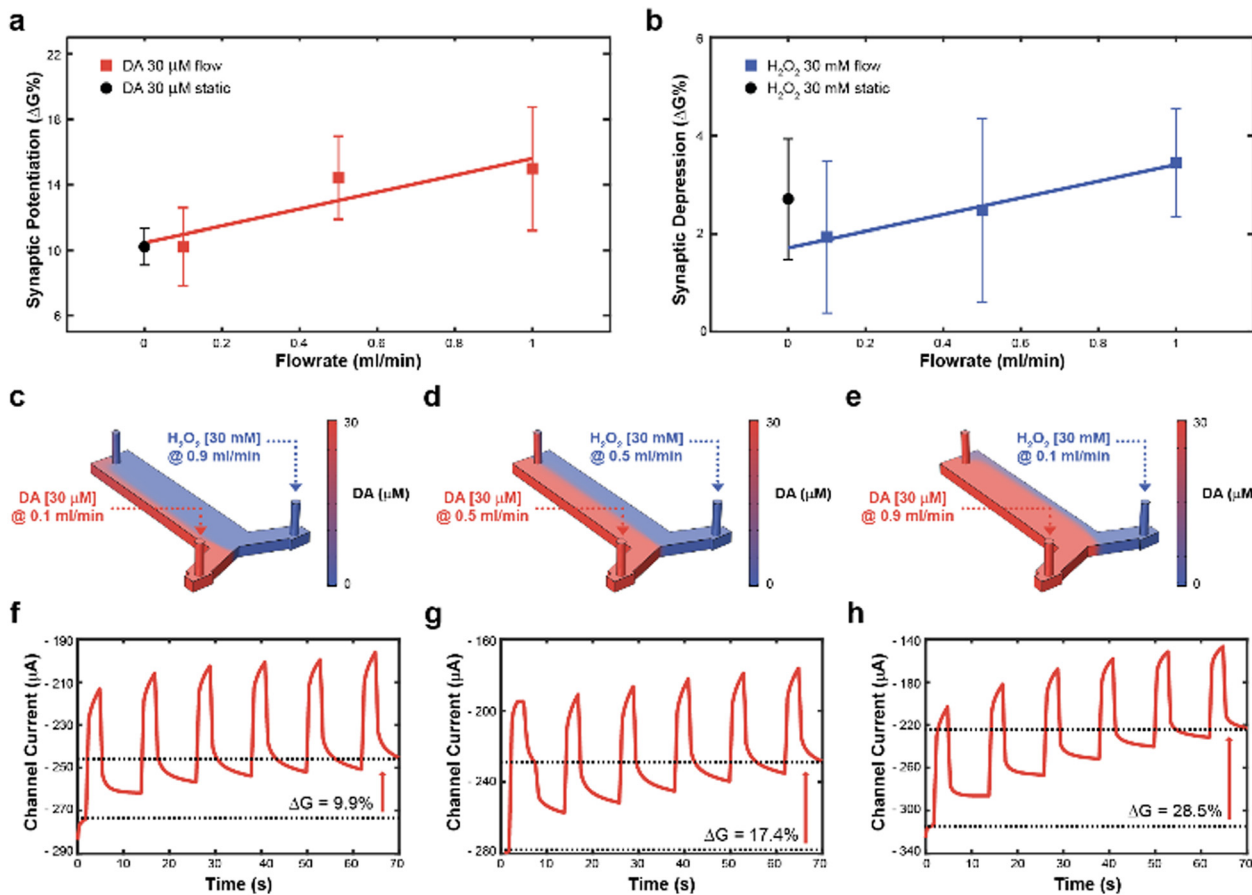 a
Synaptic Potentiation (ΔG%)
22
18
14
10
6
DA 30 μM flow
DA 30 μM static
0
0.2
0.4
0.6
0.8
1
Flowrate (ml/min)
b
Synaptic Depression (ΔG%)
6
4
2
0
H₂O₂ 30 mM flow
H₂O₂ 30 mM static
0
0.2
0.4
0.6
0.8
1
Flowrate (ml/min)
c
H₂O₂ [30 mM]
@ 0.9 ml/min
DA [30 μM]
@ 0.1 ml/min
30
DA (μM)
0
d
H₂O₂ [30 mM]
@ 0.5 ml/min
DA [30 μM]
@ 0.5 ml/min
30
DA (μM)
0
e
H₂O₂ [30 mM]
@ 0.1 ml/min
DA [30 μM]
@ 0.9 ml/min
30
DA (μM)
0
f
Channel Current (μA)
- 190
- 210
- 230
- 250
- 270
- 290
ΔG = 9.9%
0 10 20 30 40 50 60 70
Time (s)
g
Channel Current (μA)
- 160
- 200
- 240
- 280
ΔG = 17.4%
0 10 20 30 40 50 60 70
Time (s)
h
Channel Current (μA)
- 140
- 180
- 220
- 260
- 300
- 340
ΔG = 28.5%
0 10 20 30 40 50 60 70
Time (s)